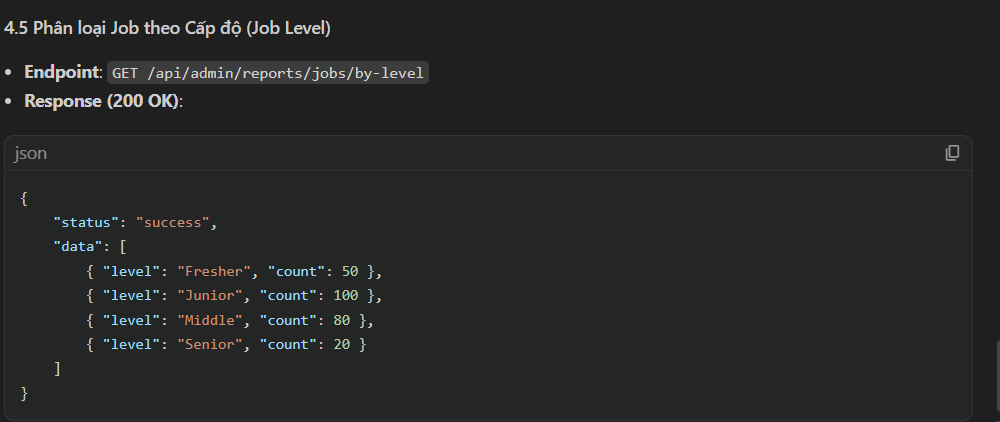 4.5 Phân loại Job theo Cấp độ (Job Level)
• Endpoint: GET /api/admin/reports/jobs/by-level
• Response (200 OK):
json
{
    "status": "success",
    "data": [
        { "level": "Fresher", "count": 50 },
        { "level": "Junior", "count": 100 },
        { "level": "Middle", "count": 80 },
        { "level": "Senior", "count": 20 }
    ]
}